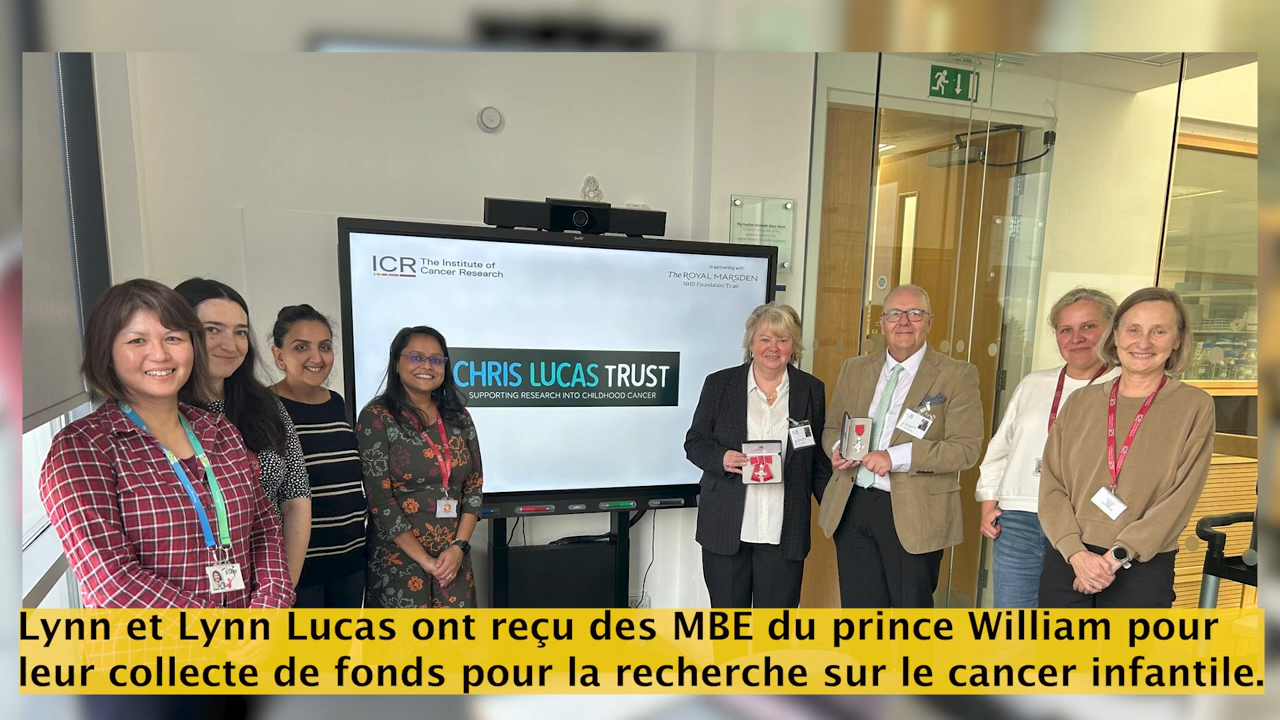 ICR The Institute of
Cancer Research
In partnership with
The ROYAL MARSDEN
NHS Foundation Trust
CHRIS LUCAS TRUST
SUPPORTING RESEARCH INTO CHILDHOOD CANCER
Lynn et Lynn Lucas ont reçu des MBE du prince William pour
leur collecte de fonds pour la recherche sur le cancer infantile.